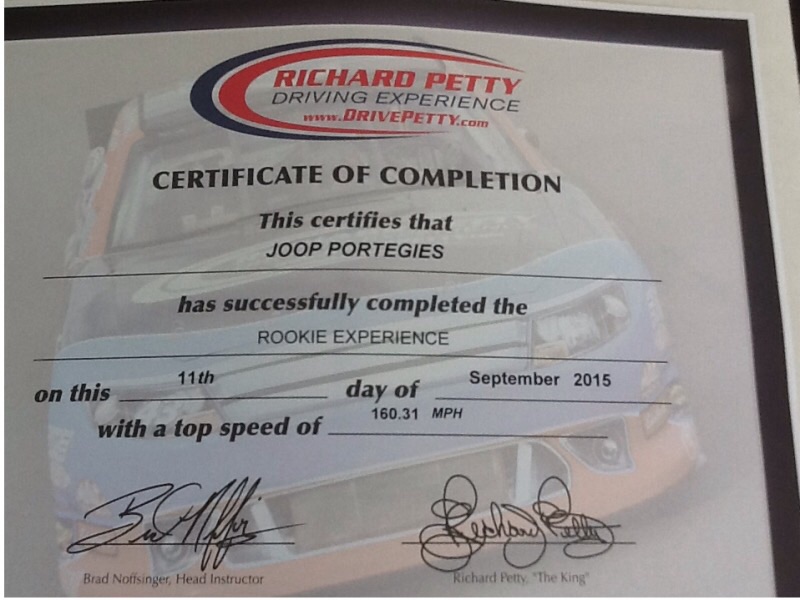 RICHARD PETTY
DRIVING EXPERIENCE
www.DRIVEPETTY.com
CERTIFICATE OF COMPLETION
This certifies that
JOOP PORTEGIES
has successfully completed the
ROOKIE EXPERIENCE
on this 11th day of September 2015
with a top speed of 160.31 MPH
Richard Petty
Brad Noffsinger, Head Instructor
Richard Petty, "The King"